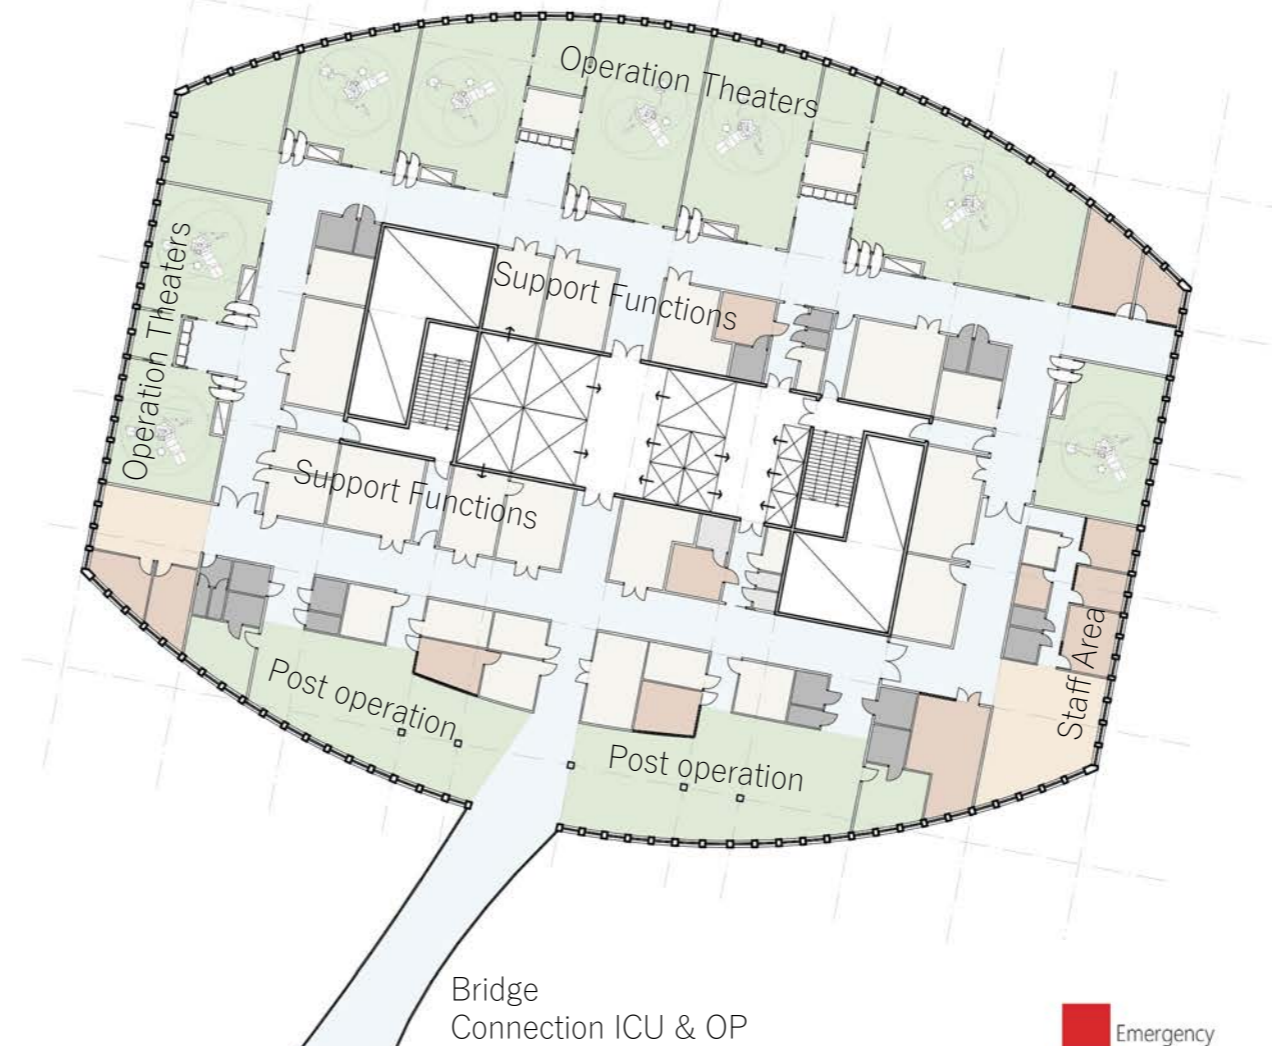 Operation Theaters
Operation Theaters
Support Functions
Support Functions
Post operation
Post operation
Staff Area
Bridge
Connection ICU & OP
Emergency